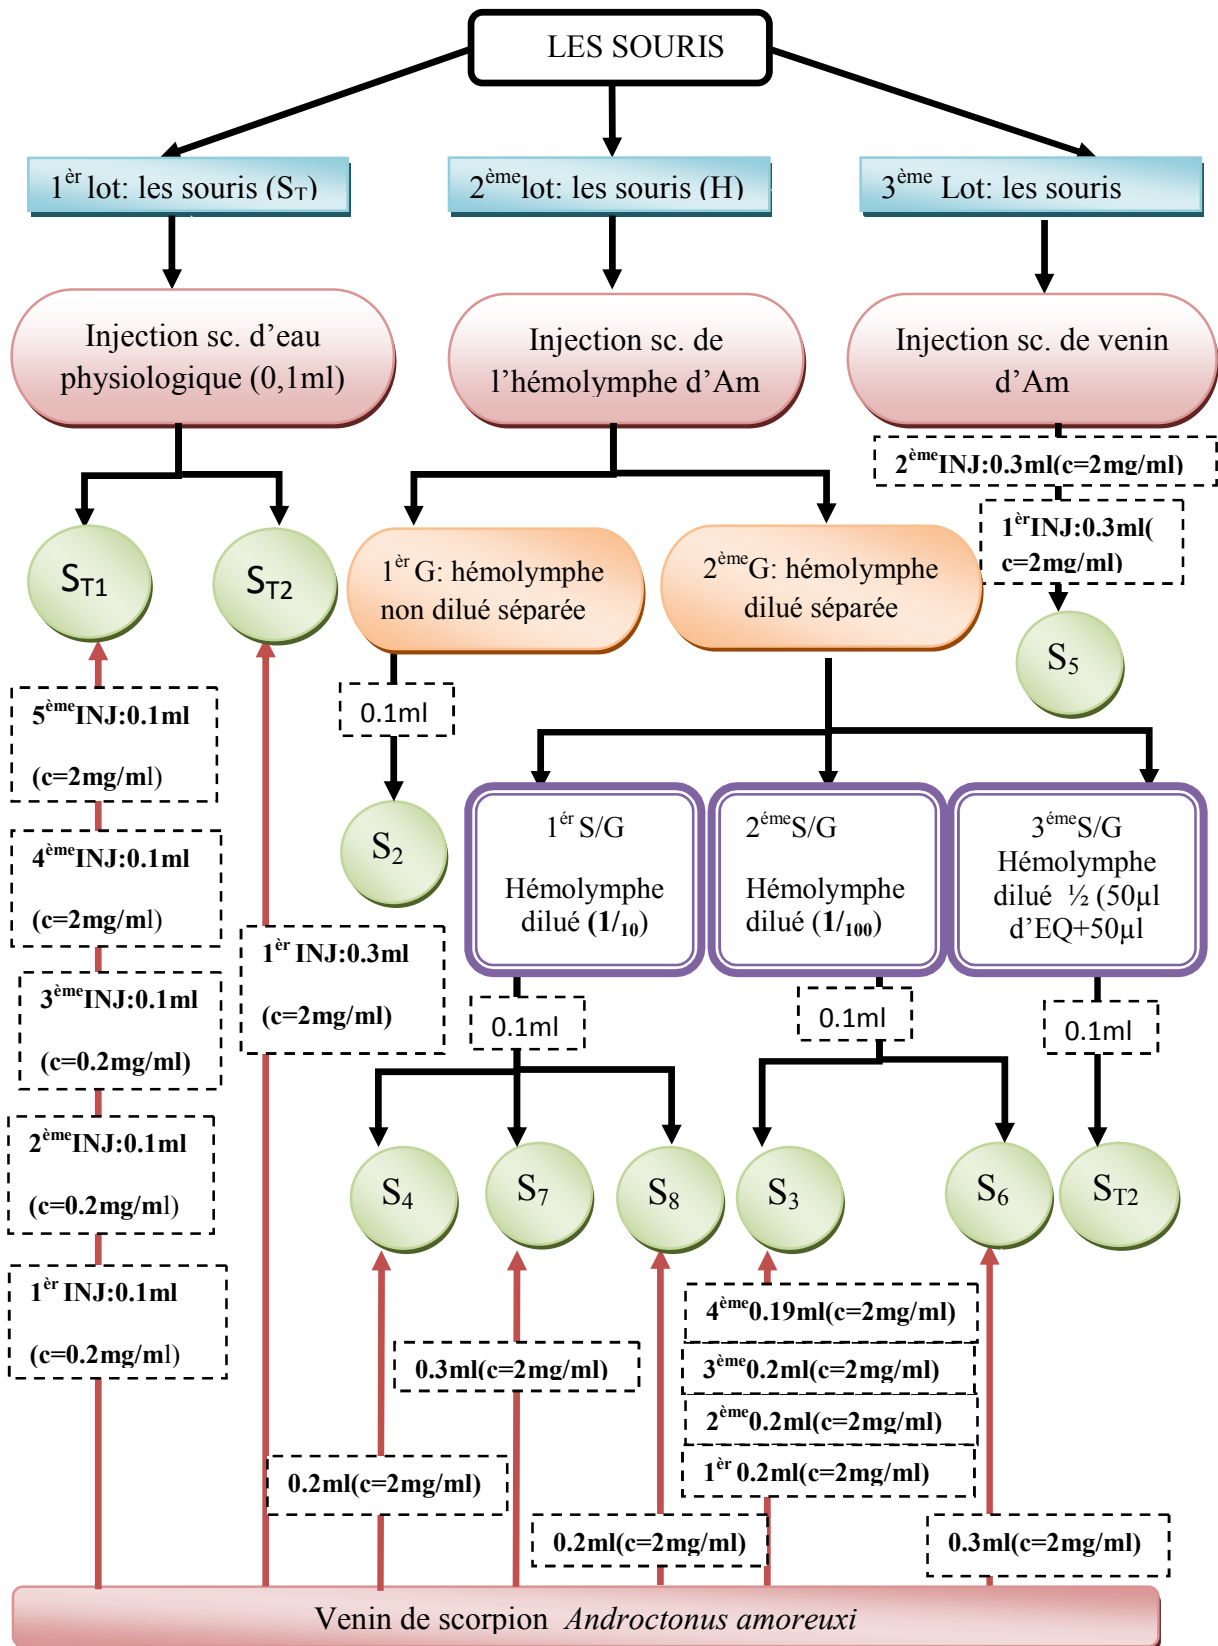 LES SOURIS
1èr lot: les souris (ST)
2ème lot: les souris (H)
3ème Lot: les souris
Injection sc. d’eau
physiologique (0,1ml)
Injection sc. de
l’hémolymphe d’Am
Injection sc. de venin
d’Am
2ème INJ:0.3ml(c=2mg/ml)
1èr INJ:0.3ml(
c=2mg/ml)
ST1
ST2
1èr G: hémolymphe
non dilué séparée
2ème G: hémolymphe
dilué séparée
S5
5ème INJ:0.1ml
(c=2mg/ml)
0.1ml
4ème INJ:0.1ml
(c=2mg/ml)
S2
1ér S/G
Hémolymphe
dilué (1/10)
2éme S/G
Hémolymphe
dilué (1/100)
3éme S/G
Hémolymphe
dilué ½ (50µl
d’EQ+50µl
1èr INJ:0.3ml
(c=2mg/ml)
3ème INJ:0.1ml
(c=0.2mg/ml)
0.1ml
0.1ml
0.1ml
2ème INJ:0.1ml
(c=0.2mg/ml)
S4
S7
S8
S3
S6
ST2
1èr INJ:0.1ml
(c=0.2mg/ml)
4ème 0.19ml(c=2mg/ml)
3ème 0.2ml(c=2mg/ml)
2ème 0.2ml(c=2mg/ml)
1èr 0.2ml(c=2mg/ml)
0.3ml(c=2mg/ml)
0.2ml(c=2mg/ml)
0.2ml(c=2mg/ml)
0.3ml(c=2mg/ml)
Venin de scorpion Androctonus amoreuxi